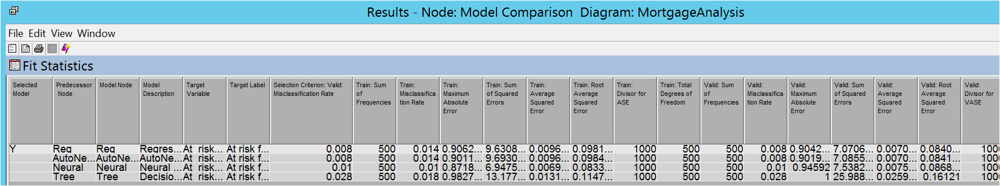 Results - Node: Model Comparison Diagram: MortgageAnalysis
File Edit View Window
Fit Statistics
Selected Model Predecessor Node Model Node Model Description Target Variable Target Label Selection Criterion: Valid: Misclassification Rate Train: Sum of Frequencies Train: Misclassifica tion Rate Train: Maximum Absolute Error Train: Sum of Squared Errors Train: Average Squared Error Train: Root Average Squared Error Train: Divisor for ASE Train: Total Degrees of Freedom Valid: Sum of Frequencies Valid: Misclassifica tion Rate Valid: Maximum Absolute Error Valid: Sum of Squared Errors Valid: Average Squared Error Valid: Root Average Squared Error Valid: Divisor for VASE
Y Reg Reg Regres... At risk... At risk f... 0.008 500 0.014 0.9062... 9.6308... 0.0096... 0.0981... 1000 500 500 0.008 0.9042... 7.0706... 0.0070... 0.0840... 1000
AutoNe... AutoNe... AutoNe... At risk... At risk f... 0.008 500 0.014 0.9011... 9.6930... 0.0096... 0.0984... 1000 500 500 0.008 0.9019... 7.0855... 0.0070... 0.0841... 1000
Neural Neural Neural ... At risk... At risk f... 0.01 500 0.01 0.8718... 6.9475... 0.0069... 0.0833... 1000 500 500 0.01 0.94592 7.5382... 0.0075... 0.0868... 1000
Tree Tree Decisio... At risk... At risk f... 0.028 500 0.018 0.9827... 13.177... 0.0131... 0.1147... 1000 500 500 0.028 1 25.988... 0.0259... 0.16121 1000